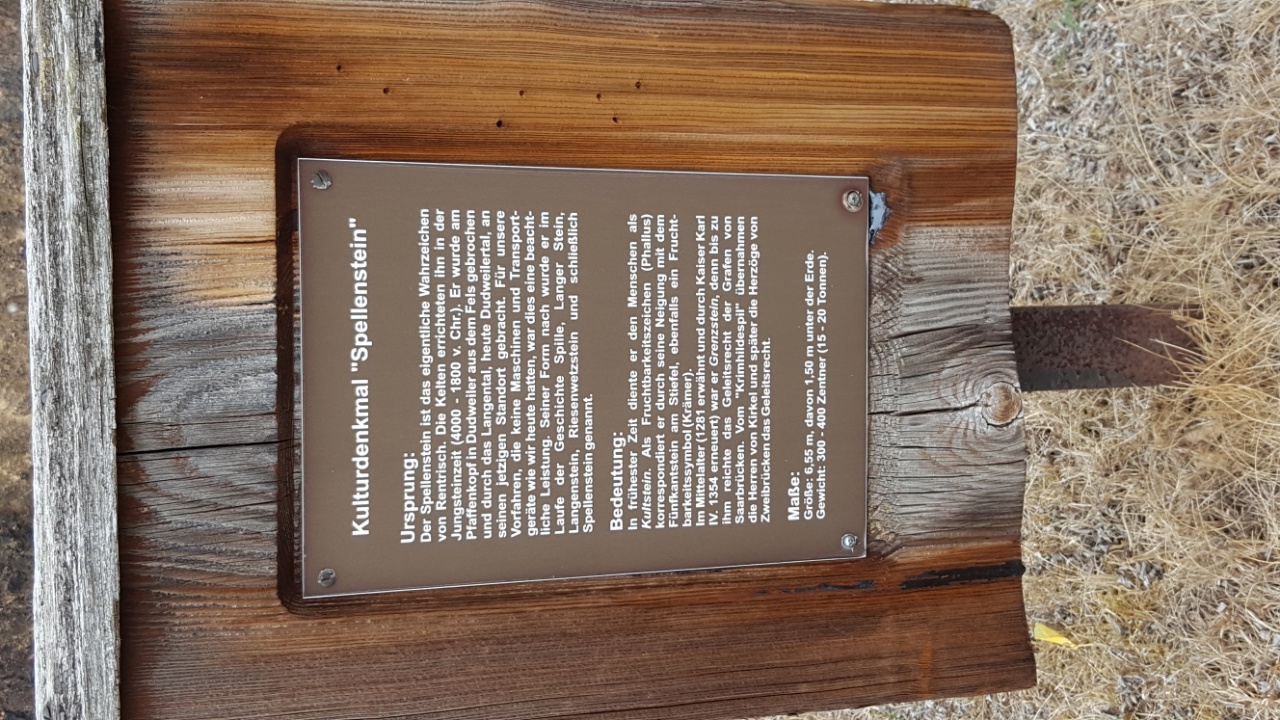 Kulturdenkmal "Spellenstein"
Ursprung:
Der Spellenstein ist das eigentliche Wahrzeichen
von Rentrisch. Die Kelten errichteten ihn in der
Jungsteinzeit (4000 - 1800 v. Chr.). Er wurde am
Pfaffenkopf in Dudweiler aus dem Fels gebrochen
und durch das Langental, heute Dudweilertal, an
seinen jetzigen Standort gebracht. Für unsere
Vorfahren, die keine Maschinen und Transport-
geräte wie wir heute hatten, war dies eine beacht-
liche Leistung. Seiner Form nach wurde er im
Laufe der Geschichte Spille, Langer Stein,
Langenstein, Riesenwetzstein und schließlich
Spellenstein genannt.
Bedeutung:
In frühester Zeit diente er den Menschen als
Kultstein. Als Fruchtbarkeitszeichen (Phallus)
korrespondiert er durch seine Neigung mit dem
Fünfkantstein am Stiefel, ebenfalls ein Frucht-
barkeitssymbol (Keimer).
Im Mittelalter (1281 erwähnt und durch Kaiser Karl
IV. 1354 erneuert) war er Grenzstein, denn bis zu
ihm reichte das Geleitsrecht der Grafen von
Saarbrücken. Vom "Krimhildespil" übernahmen
die Herren von Kirkel und später die Herzöge von
Zweibrücken das Geleitsrecht.
Maße:
Größe: 6,55 m, davon 1,50 m unter der Erde.
Gewicht: 300 - 400 Zentner (15 - 20 Tonnen).